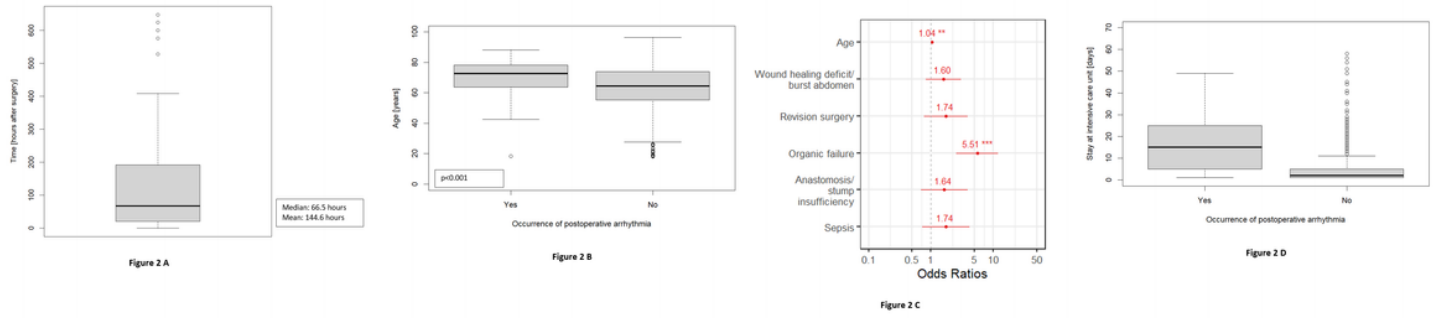 Time [hours after surgery]
0
100
200
300
400
500
600
Median: 66.5 hours
Mean: 144.6 hours
Figure 2 A
Age [years]
0
20
40
60
80
100
p<0.001
Yes
No
Occurrence of postoperative arrhythmia
Figure 2 B
Age
Wound healing deficit/
burst abdomen
Revision surgery
Organic failure
Anastomosis/
stump
insufficiency
Sepsis
1.04 **
1.60
1.74
5.51 ***
1.64
1.74
0.1
0.5
1
5
10
50
Odds Ratios
Figure 2 C
Stay at intensive care unit [days]
0
10
20
30
40
50
60
70
Yes
No
Occurrence of postoperative arrhythmia
Figure 2 D